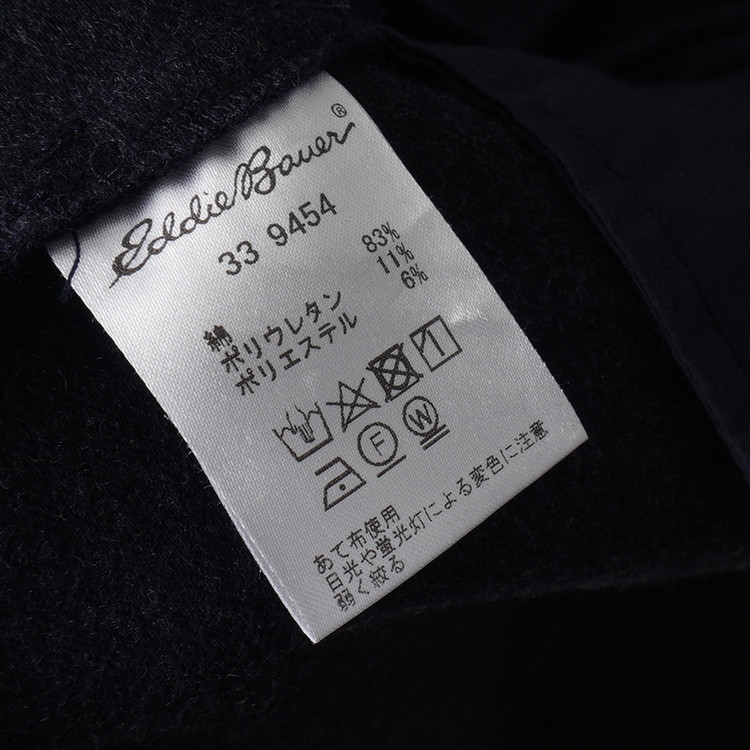 Eddie Bauer®
33 9454
綿 83%
ポリウレタン 11%
ポリエステル 6%
F W
あて布使用
日光や蛍光灯による変色に注意
弱く絞る